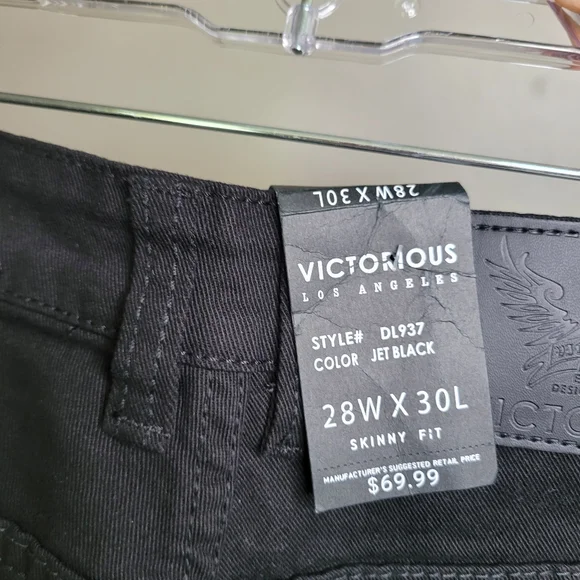 28W X 30L
VICTORIOUS
LOS ANGELES
STYLE# DL937
COLOR JET BLACK
28W X 30L
SKINNY FIT
MANUFACTURER'S SUGGESTED RETAIL PRICE
$69.99